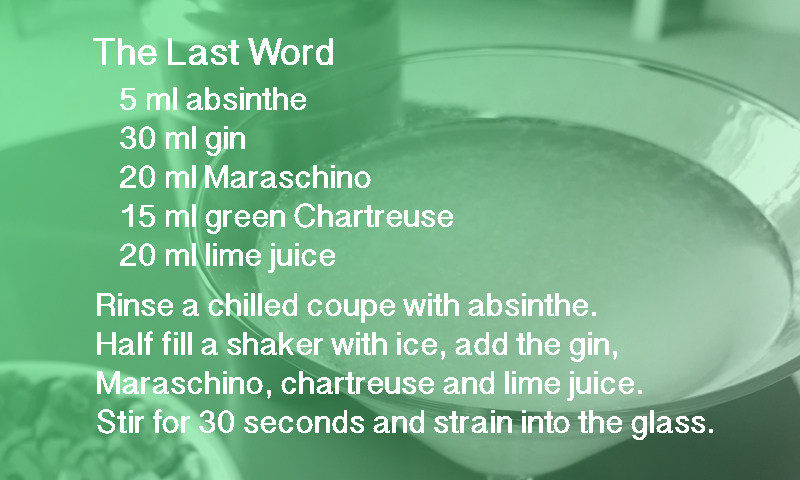 The Last Word
5 ml absinthe
30 ml gin
20 ml Maraschino
15 ml green Chartreuse
20 ml lime juice
Rinse a chilled coupe with absinthe.
Half fill a shaker with ice, add the gin,
Maraschino, chartreuse and lime juice.
Stir for 30 seconds and strain into the glass.